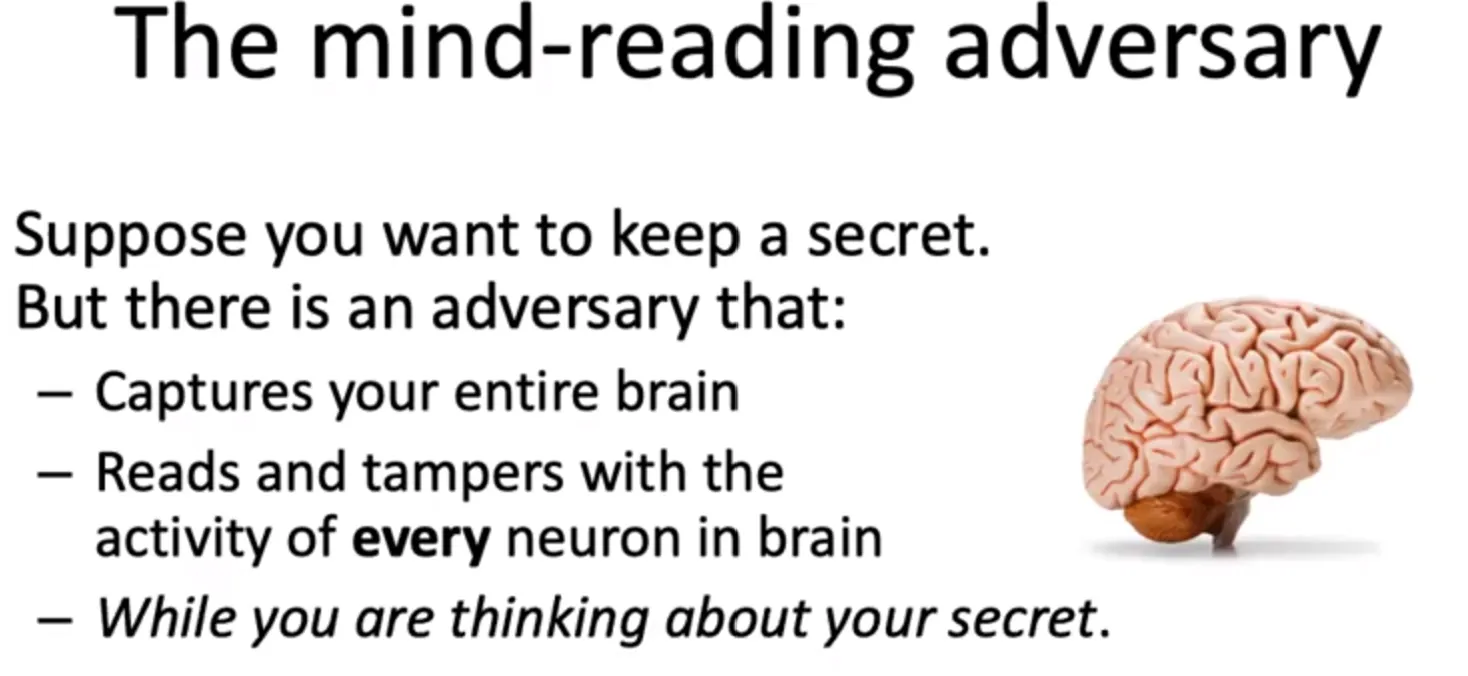 The mind-reading adversary
Suppose you want to keep a secret.
But there is an adversary that:
– Captures your entire brain
– Reads and tampers with the
activity of every neuron in brain
– While you are thinking about your secret.